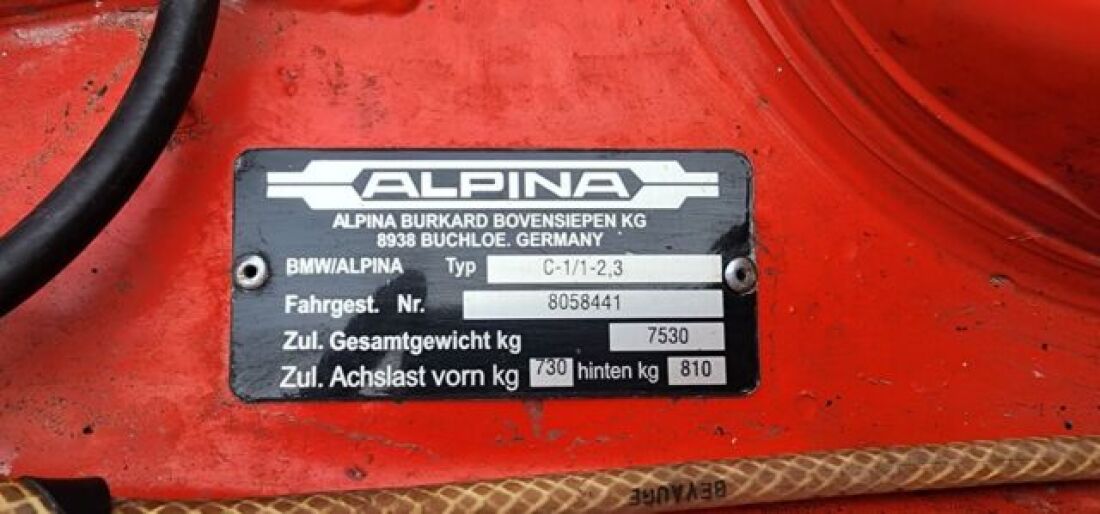 ALPINA
ALPINA BURKARD BOVENSIEPEN KG
8938 BUCHLOE. GERMANY
BMW/ALPINA Typ C-1/1-2,3
Fahrgest. Nr. 8058441
Zul. Gesamtgewicht kg 7530
Zul. Achslast vorn kg 730 hinten kg 810